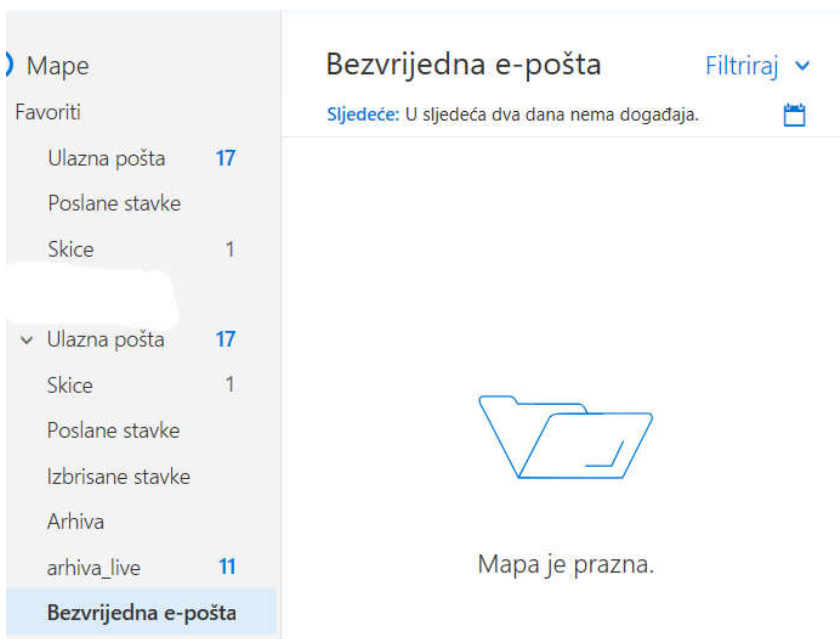 Mape
Favoriti
Ulazna pošta 17
Poslane stavke
Skice 1
Ulazna pošta 17
Skice 1
Poslane stavke
Izbrisane stavke
Arhiva
arhiva_live 11
Bezvrijedna e-pošta
Bezvrijedna e-pošta Filtriraj
Sljedeće: U sljedeća dva dana nema događaja.
Mapa je prazna.